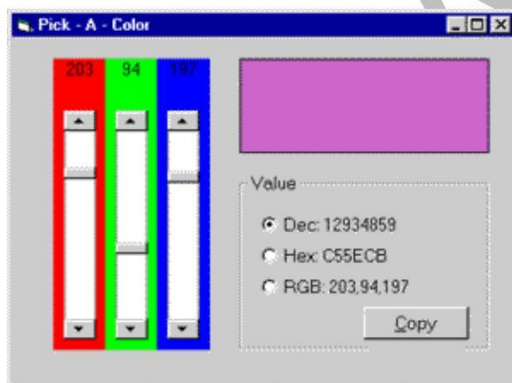 Pick - A - Color
203 94 197
Value
Dec: 12934859
Hex: C55ECB
RGB: 203,94,197
Copy